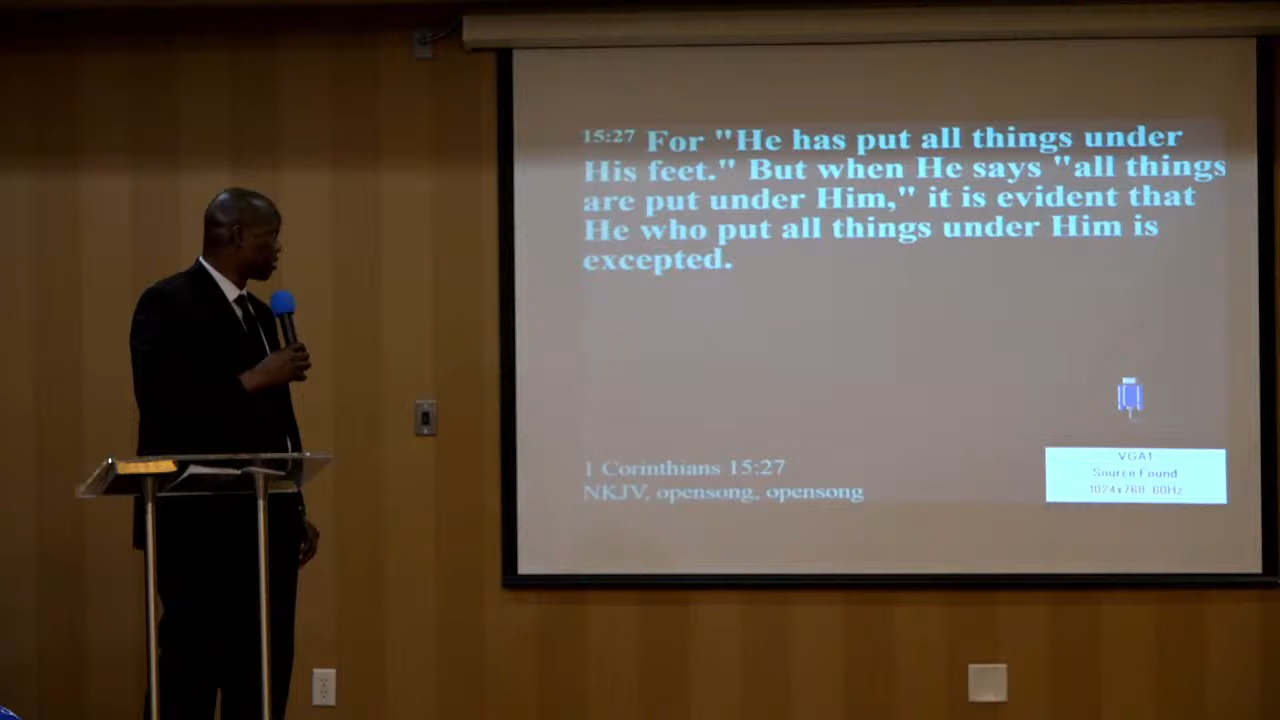 15:27 For "He has put all things under
His feet." But when He says "all things
are put under Him," it is evident that
He who put all things under Him is
excepted.
1 Corinthians 15:27
NKJV, opensong, opensong
VGA1
Source Found
1024x768 60Hz